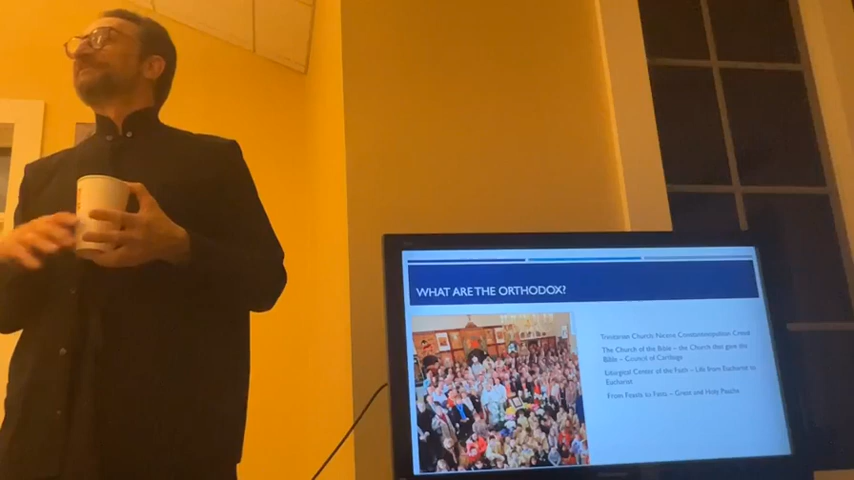 WHAT ARE THE ORTHODOX?
Trinitarian Church: Nicene Constantinopolitan Creed
The Church of the Bible – the Church that gave the
Bible – Council of Carthage
Liturgical Center of the Faith – Life from Eucharist to
Eucharist
From Feasts to Fasts – Great and Holy Pascha